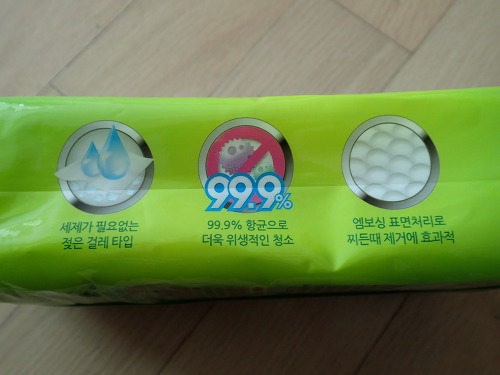 99.9%
세제가 필요없는
젖은 걸레 타입
99.9% 항균으로
더욱 위생적인 청소
엠보싱 표면처리로
찌든때 제거에 효과적